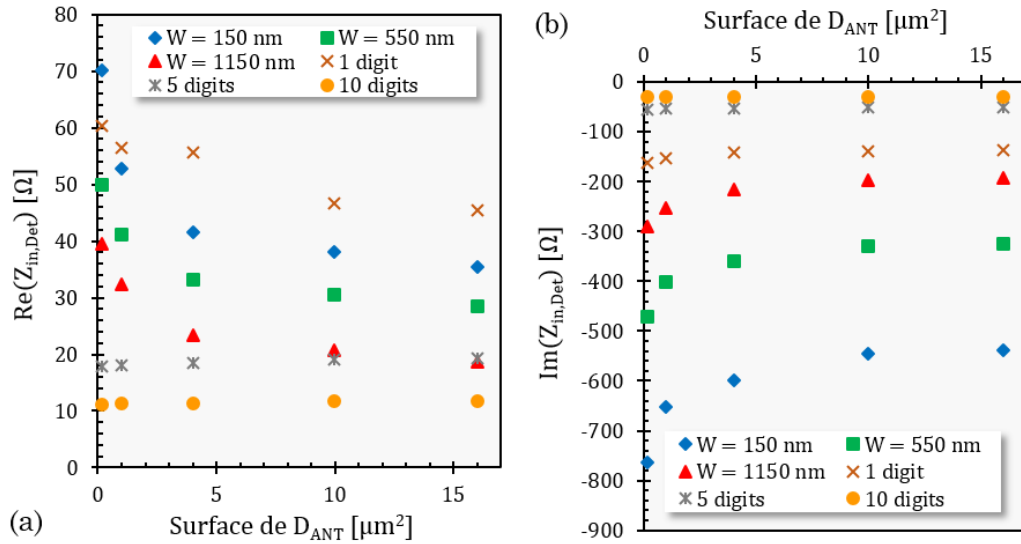 W = 150 nm
W = 550 nm
W = 1150 nm
1 digit
5 digits
10 digits
80
70
60
50
40
30
20
10
0
Re(Z_in,Det) [Ω]
0
5
10
15
Surface de D_ANT [μm²]
(a)
(b)
Surface de D_ANT [μm²]
0
5
10
15
0
-100
-200
-300
-400
-500
-600
-700
-800
-900
Im(Z_in,Det) [Ω]
W = 150 nm
W = 550 nm
W = 1150 nm
1 digit
5 digits
10 digits